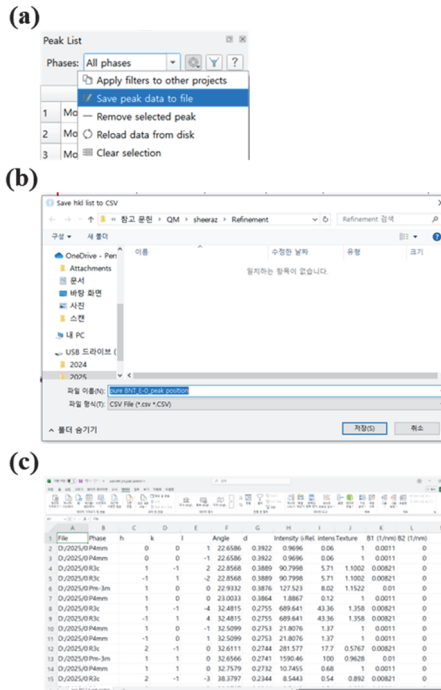 (a)
Peak List
Phases: All phases
Apply filters to other projects
Save peak data to file
1 Mo Remove selected peak
2 Mo Reload data from disk
3 Mo Clear selection
(b)
Save hkl list to CSV
« 참고 문헌 > QM > sheeraz > Refinement Refinement 검색
구성 새 폴더
이름 수정한 날짜 유형 크기
OneDrive - Pers
Attachments
문서
바탕 화면
사진
스캔
내 PC
USB 드라이브 (
2024
2025
일치하는 항목이 없습니다.
파일 이름(N): pure BNT_E-0_peak position
파일 형식(T): CSV File (*.csv *.CSV)
폴더 숨기기 저장(S) 취소
(c)
A B C D E F G H I J K L
1 File Phase h k l Angle d Intensity Rel. intens Texture B1 (1/nm) B2 (1/nm)
2 D:/2025/0 P4mm 0 0 1 22.6586 0.3922 0.9696 0.06 1 0.0011 0
3 D:/2025/0 P4mm 0 0 -1 22.6586 0.3922 0.9696 0.06 1 0.0011 0
4 D:/2025/0 R3c 1 -1 2 22.8568 0.3889 90.7998 5.71 1.1002 0.00821 0
5 D:/2025/0 R3c -1 1 -2 22.8568 0.3889 90.7998 5.71 1.1002 0.00821 0
6 D:/2025/0 Pm-3m 1 0 0 22.9332 0.3876 127.523 8.02 1.1522 0.01 0
7 D:/2025/0 P4mm 1 0 0 23.0033 0.3864 1.8867 0.12 1 0.0011 0
8 D:/2025/0 R3c 1 -1 -4 32.4815 0.2755 689.641 43.36 1.358 0.00821 0
9 D:/2025/0 R3c -1 1 4 32.4815 0.2755 689.641 43.36 1.358 0.00821 0
10 D:/2025/0 P4mm 1 0 1 32.5099 0.2753 21.8076 1.37 1 0.0011 0
11 D:/2025/0 P4mm 1 0 -1 32.5099 0.2753 21.8076 1.37 1 0.0011 0
12 D:/2025/0 R3c 2 -1 0 32.6111 0.2744 281.577 17.7 0.5767 0.00821 0
13 D:/2025/0 Pm-3m 1 1 0 32.6566 0.2741 1590.46 100 0.9628 0.01 0
14 D:/2025/0 P4mm 1 1 0 32.7579 0.2732 10.7455 0.68 1 0.0011 0
15 D:/2025/0 R3c 2 -1 -3 38.3797 0.2344 8.5443 0.54 0.892 0.00821 0